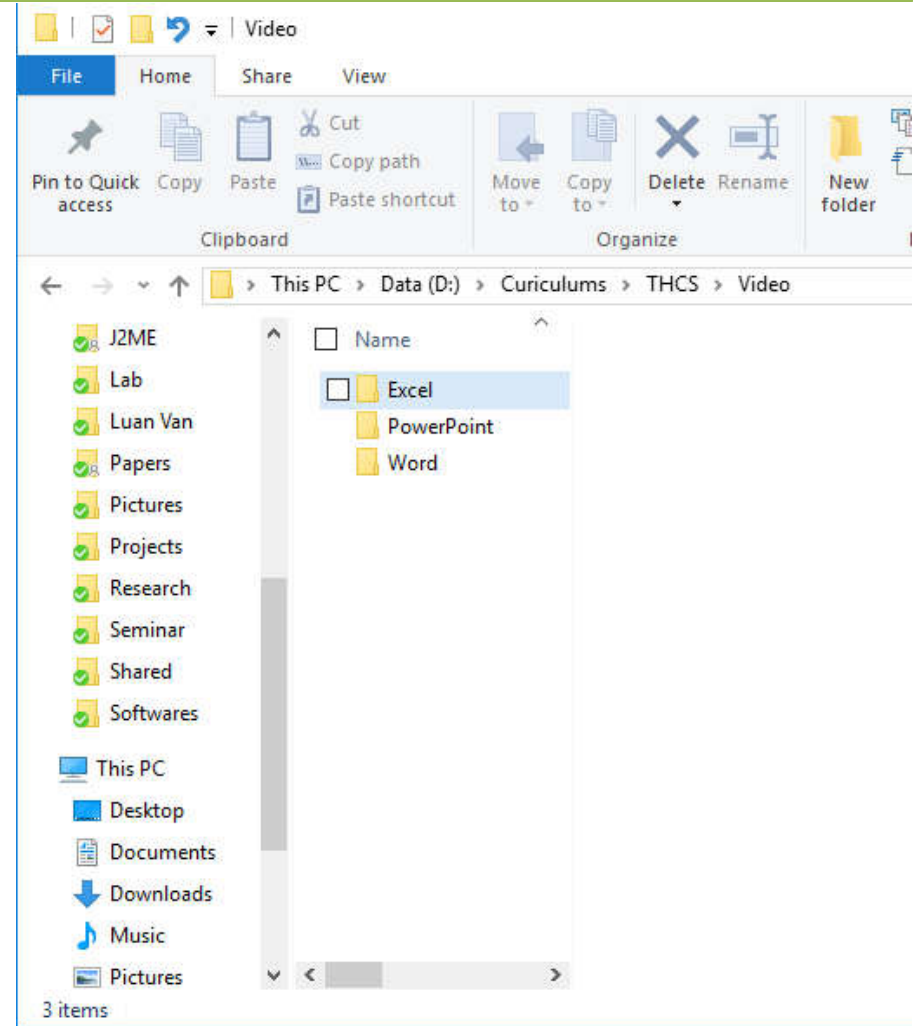 Video
File Home Share View
Pin to Quick access
Copy
Paste
Cut
Copy path
Paste shortcut
Move to
Copy to
Delete
Rename
New folder
Clipboard
Organize
This PC > Data (D:) > Curiculums > THCS > Video
J2ME
Lab
Luan Van
Papers
Pictures
Projects
Research
Seminar
Shared
Softwares
This PC
Desktop
Documents
Downloads
Music
Pictures
Name
Excel
PowerPoint
Word
3 items